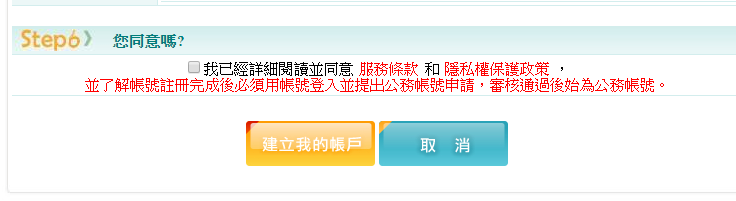 Step6 您同意嗎?
我已經詳細閱讀並同意 服務條款 和 隱私權保護政策 ，
並了解帳號註冊完成後必須用帳號登入並提出公務帳號申請，審核通過後始為公務帳號。
建立我的帳戶 取 消